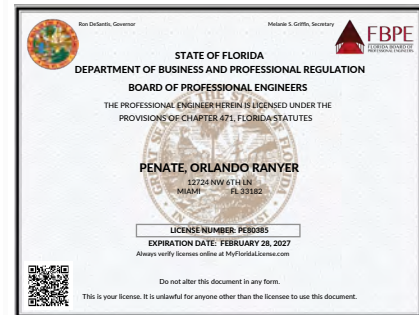 Ron DeSantis, Governor
Melanie S. Griffin, Secretary
FBPE
FLORIDA BOARD OF
PROFESSIONAL ENGINEERS
STATE OF FLORIDA
DEPARTMENT OF BUSINESS AND PROFESSIONAL REGULATION
BOARD OF PROFESSIONAL ENGINEERS
THE PROFESSIONAL ENGINEER HEREIN IS LICENSED UNDER THE
PROVISIONS OF CHAPTER 471, FLORIDA STATUTES
PENATE, ORLANDO RANYER
12724 NW 6TH LN
MIAMI FL 33182
LICENSE NUMBER: PE80385
EXPIRATION DATE: FEBRUARY 28, 2027
Always verify licenses online at MyFloridaLicense.com
Do not alter this document in any form.
This is your license. It is unlawful for anyone other than the licensee to use this document.